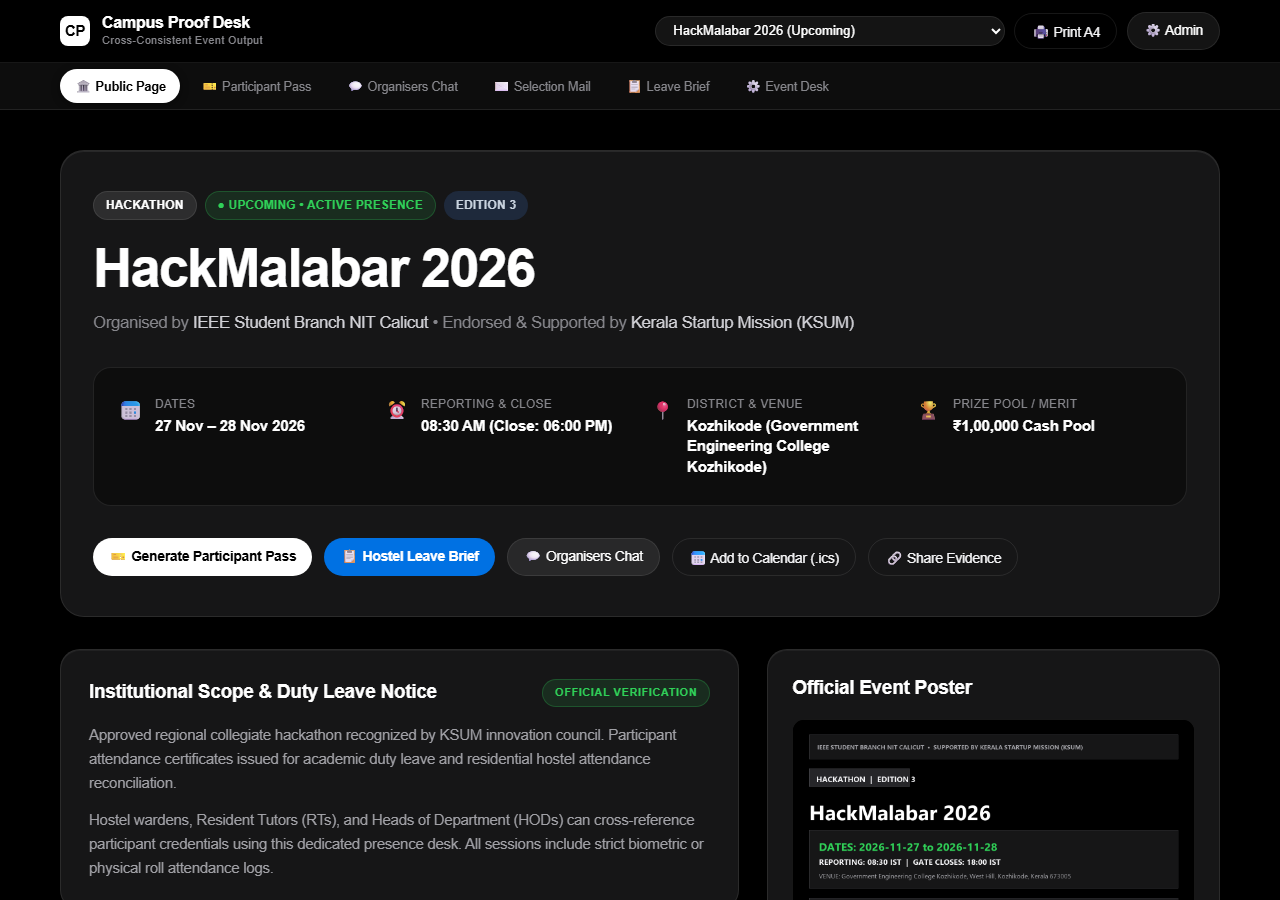 CP
Campus Proof Desk
Cross-Consistent Event Output
HackMalabar 2026 (Upcoming)
Print A4
Admin
Public Page
Participant Pass
Organisers Chat
Selection Mail
Leave Brief
Event Desk
HACKATHON
● UPCOMING • ACTIVE PRESENCE
EDITION 3
HackMalabar 2026
Organised by IEEE Student Branch NIT Calicut • Endorsed & Supported by Kerala Startup Mission (KSUM)
DATES
27 Nov – 28 Nov 2026
REPORTING & CLOSE
08:30 AM (Close: 06:00 PM)
DISTRICT & VENUE
Kozhikode (Government
Engineering College
Kozhikode)
PRIZE POOL / MERIT
₹1,00,000 Cash Pool
Generate Participant Pass
Hostel Leave Brief
Organisers Chat
Add to Calendar (.ics)
Share Evidence
Institutional Scope & Duty Leave Notice
OFFICIAL VERIFICATION
Approved regional collegiate hackathon recognized by KSUM innovation council. Participant
attendance certificates issued for academic duty leave and residential hostel attendance
reconciliation.
Hostel wardens, Resident Tutors (RTs), and Heads of Department (HODs) can cross-reference
participant credentials using this dedicated presence desk. All sessions include strict biometric or
physical roll attendance logs.
Official Event Poster
IEEE STUDENT BRANCH NIT CALICUT • SUPPORTED BY KERALA STARTUP MISSION (KSUM)
HACKATHON | EDITION 3
HackMalabar 2026
DATES: 2026-11-27 to 2026-11-28
REPORTING: 08:30 IST | GATE CLOSES: 18:00 IST
VENUE: Government Engineering College Kozhikode, West Hill, Kozhikode, Kerala 673005